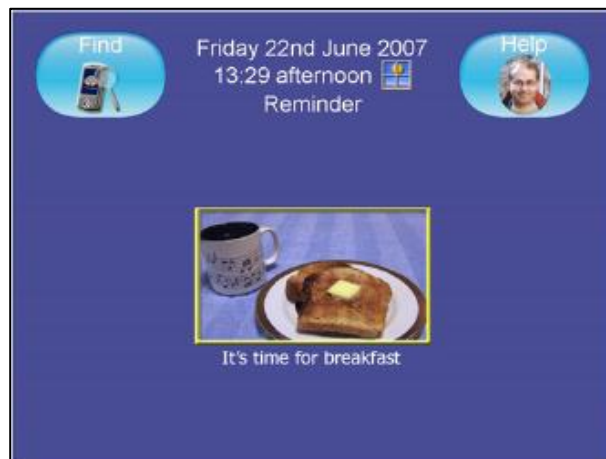 Find
Friday 22nd June 2007
13:29 afternoon
Reminder
Help
It's time for breakfast